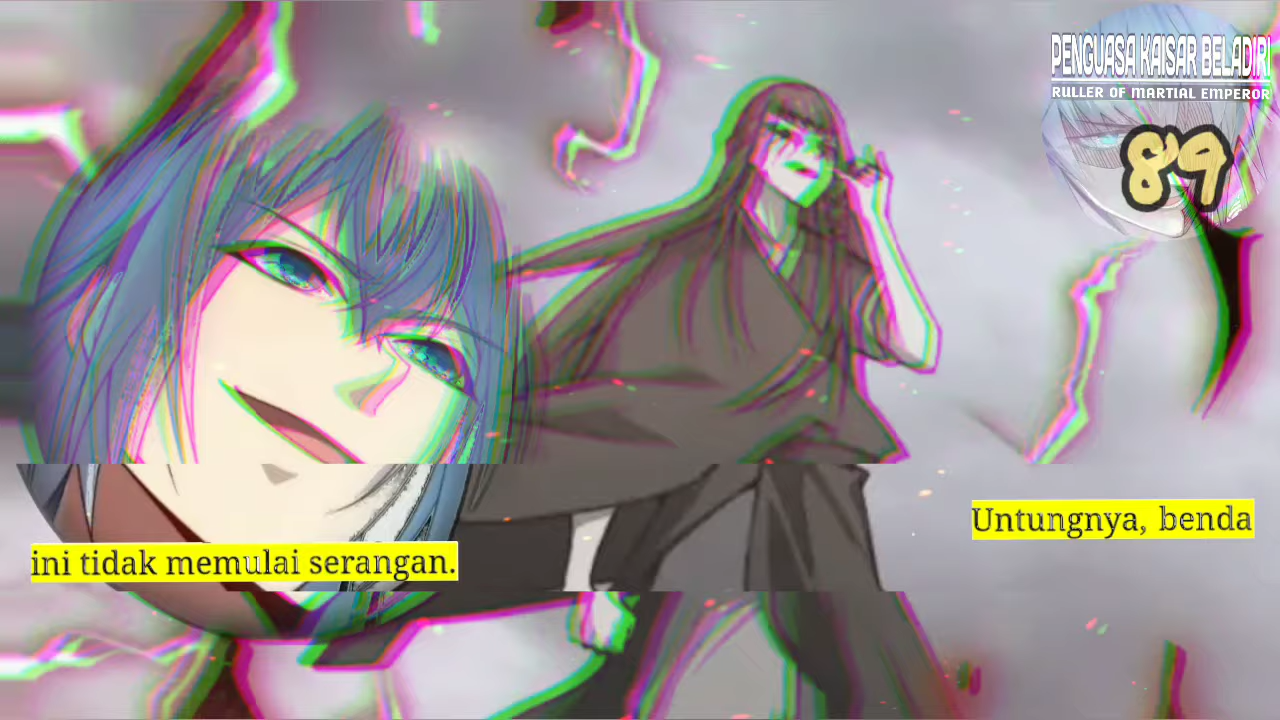 PENGUASA KAISAR BELADIRI
RULLER OF MARTIAL EMPEROR
89
Untungnya, benda
ini tidak memulai serangan.